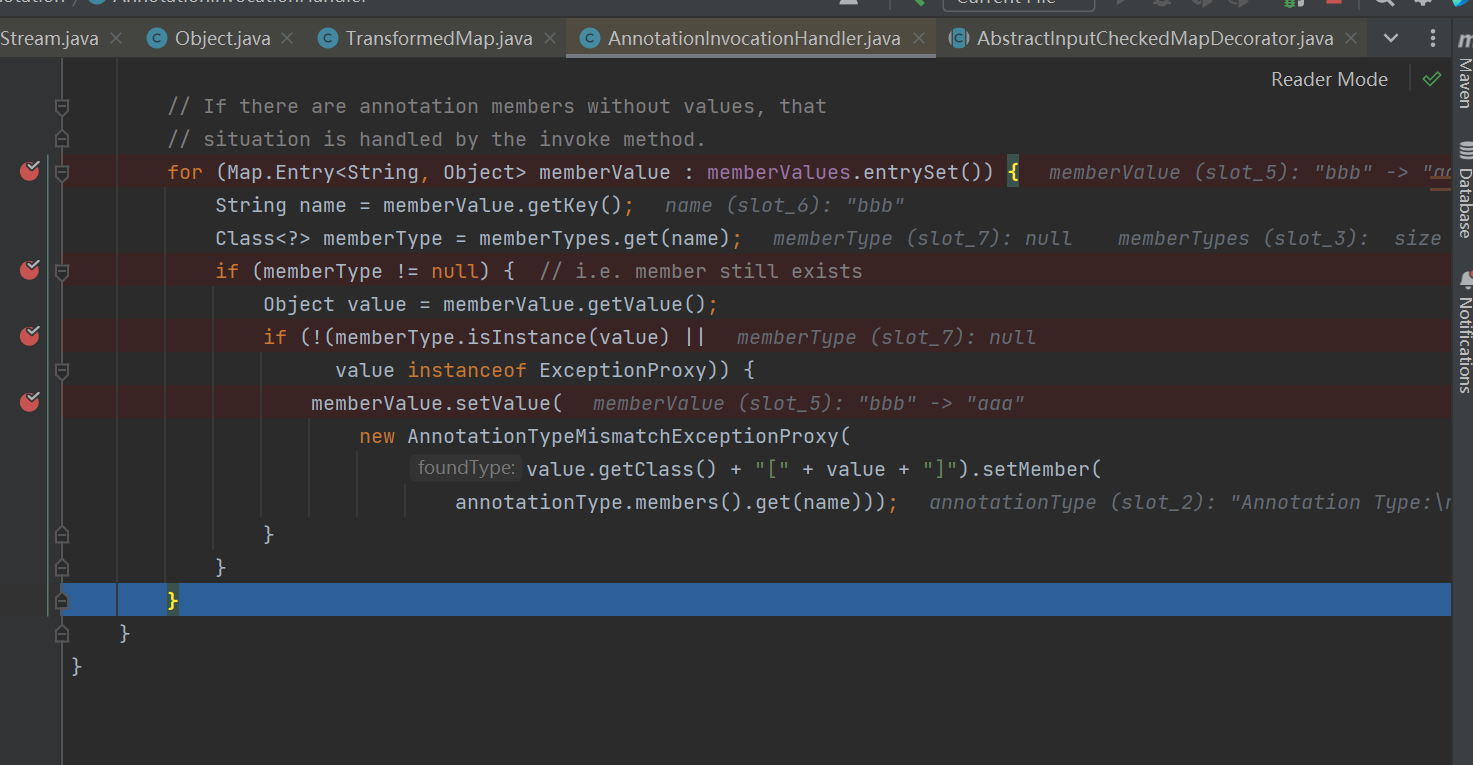 AnnotationInvocationHandler
Current File
Stream.java Object.java TransformedMap.java AnnotationInvocationHandler.java AbstractInputCheckedMapDecorator.java
Reader Mode
Maven
Database
Notifications
// If there are annotation members without values, that
// situation is handled by the invoke method.
for (Map.Entry<String, Object> memberValue : memberValues.entrySet()) { memberValue (slot_5): "bbb" -> "aa
String name = memberValue.getKey(); name (slot_6): "bbb"
Class<?> memberType = memberTypes.get(name); memberType (slot_7): null memberTypes (slot_3): size
if (memberType != null) { // i.e. member still exists
Object value = memberValue.getValue();
if (!(memberType.isInstance(value) || memberType (slot_7): null
value instanceof ExceptionProxy)) {
memberValue.setValue( memberValue (slot_5): "bbb" -> "aaa"
new AnnotationTypeMismatchExceptionProxy(
foundType: value.getClass() + "[" + value + "]").setMember(
annotationType.members().get(name))); annotationType (slot_2): "Annotation Type:\
}
}
}
}
}